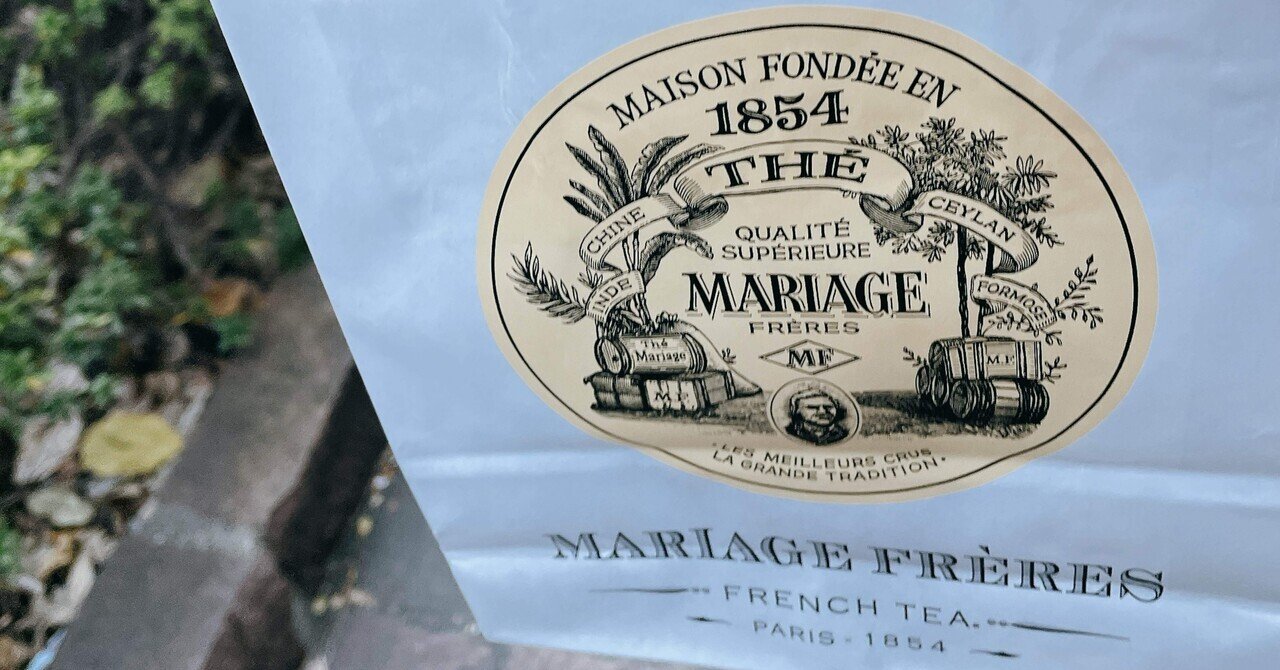 MAISON FONDÉE EN
1854
THÉ
CHINE
CEYLAN
INDE
FORMOSE
QUALITÉ
SUPÉRIEURE
MARIAGE
FRÈRES
MF
Thé
Mariage
M.F
M.F.
•LES MEILLEURS CRUS
LA GRANDE TRADITION•
MARIAGE FRÈRES
FRENCH TEA
PARIS - 1854